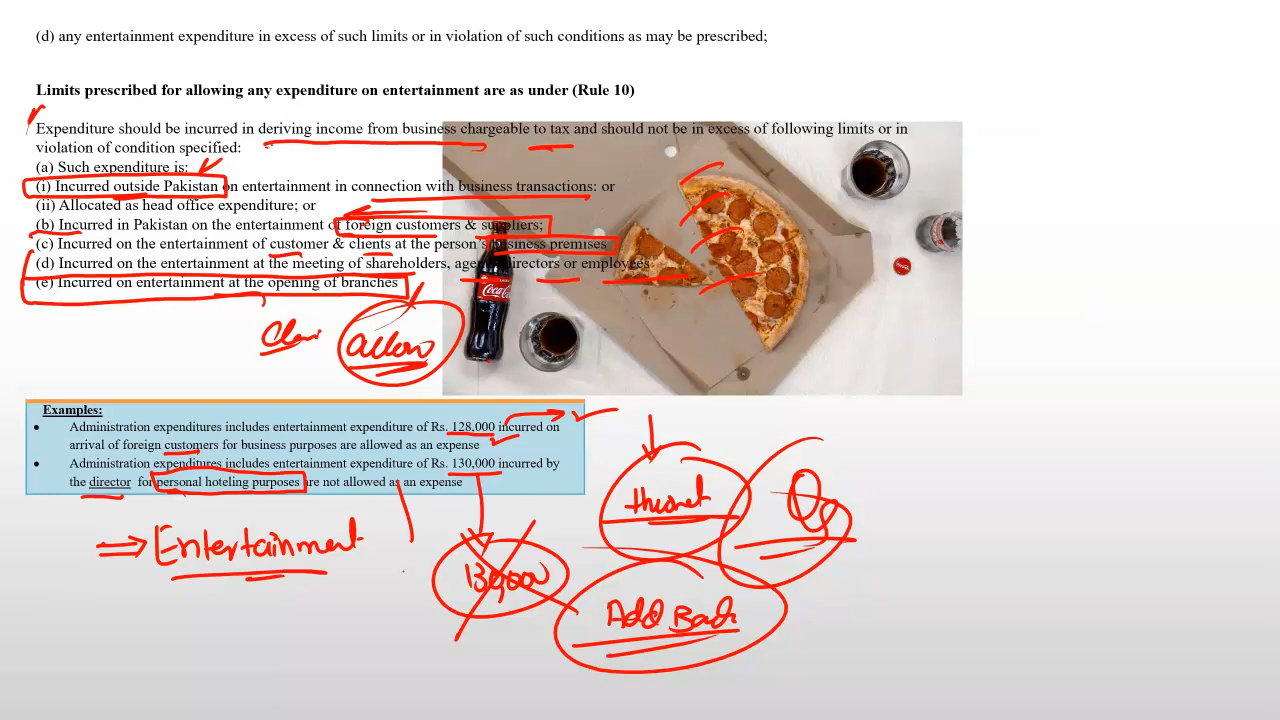 (d) any entertainment expenditure in excess of such limits or in violation of such conditions as may be prescribed;
Limits prescribed for allowing any expenditure on entertainment are as under (Rule 10)
Expenditure should be incurred in deriving income from business chargeable to tax and should not be in excess of following limits or in
violation of condition specified:
(a) Such expenditure is:
(i) Incurred outside Pakistan on entertainment in connection with business transactions: or
(ii) Allocated as head office expenditure; or
(b) Incurred in Pakistan on the entertainment of foreign customers & suppliers;
(c) Incurred on the entertainment of customer & clients at the person's business premises
(d) Incurred on the entertainment at the meeting of shareholders, directors or employees
(e) Incurred on entertainment at the opening of branches
Coca-Cola
allow
Examples:
• Administration expenditures includes entertainment expenditure of Rs. 128,000 incurred on
arrival of foreign customers for business purposes are allowed as an expense
• Administration expenditures includes entertainment expenditure of Rs. 130,000 incurred by
the director for personal hoteling purposes are not allowed as an expense
⇒ Entertainment
130,000
Add Back